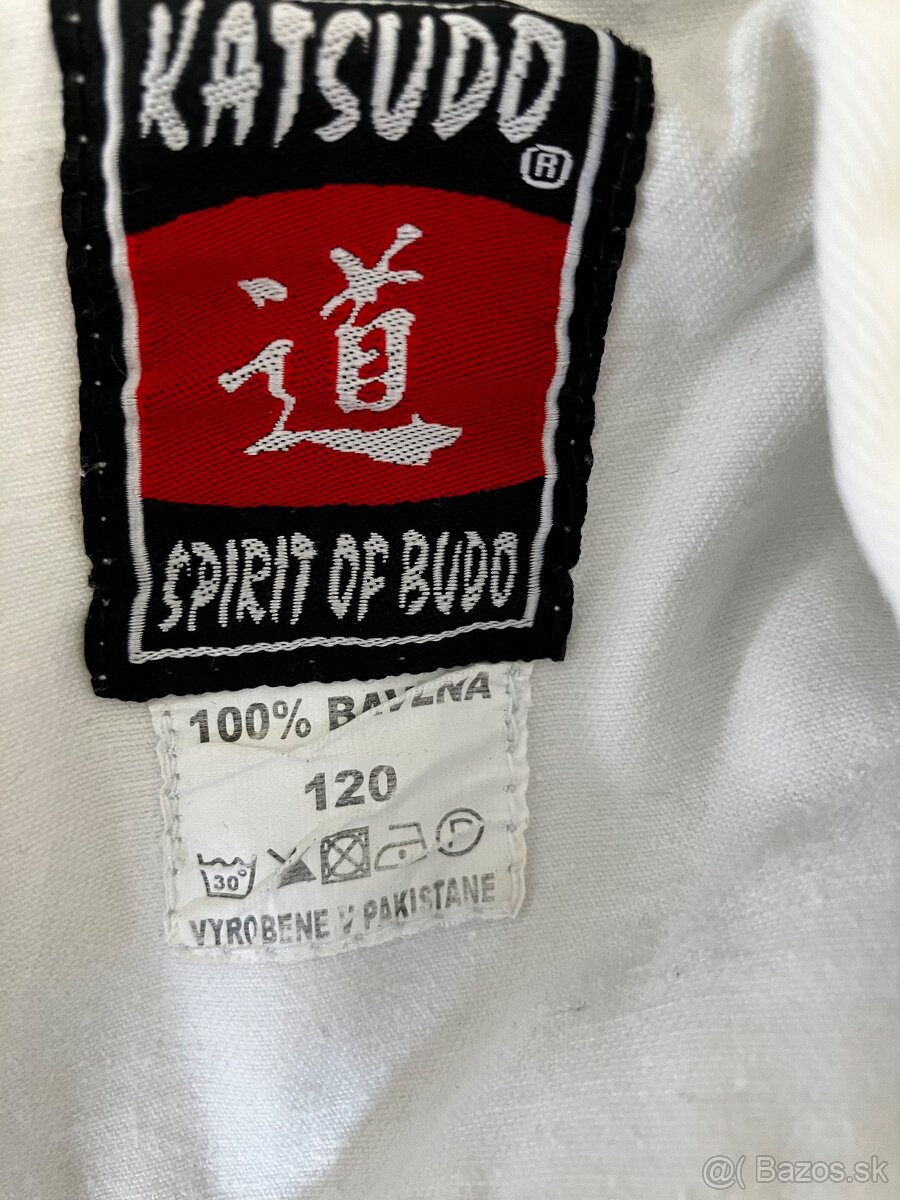 KATSUDO
®
道
SPIRIT OF BUDO
100% BAVLNA
120
30°
P
VYROBENE V PAKISTANE
@( Bazos.sk